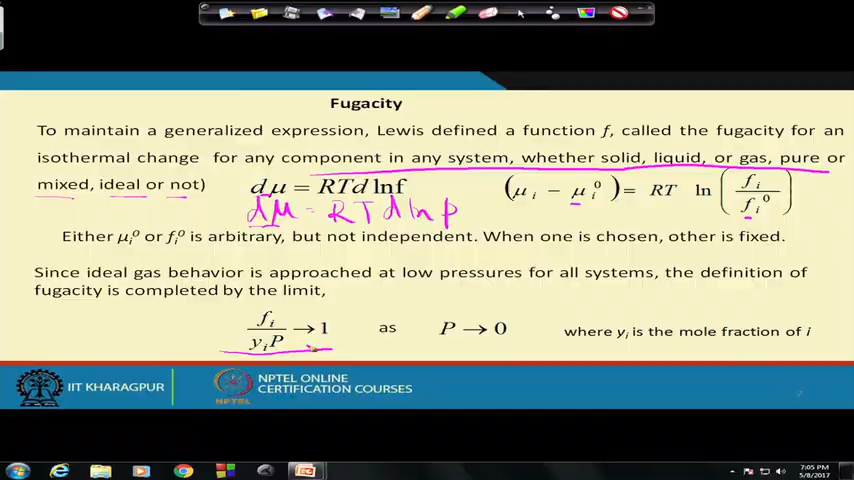 Fugacity
To maintain a generalized expression, Lewis defined a function f, called the fugacity for an
isothermal change for any component in any system, whether solid, liquid, or gas, pure or
mixed, ideal or not)
dμ = RTd lnf
(μᵢ − μᵢ⁰) = RT ln (fᵢ / fᵢ⁰)
dμ = RT d ln p
Either μᵢ⁰ or fᵢ⁰ is arbitrary, but not independent. When one is chosen, other is fixed.
Since ideal gas behavior is approached at low pressures for all systems, the definition of
fugacity is completed by the limit,
fᵢ / yᵢP → 1 as P → 0 where yᵢ is the mole fraction of i
IIT KHARAGPUR
NPTEL
NPTEL ONLINE
CERTIFICATION COURSES
7
7:05 PM
5/8/2017